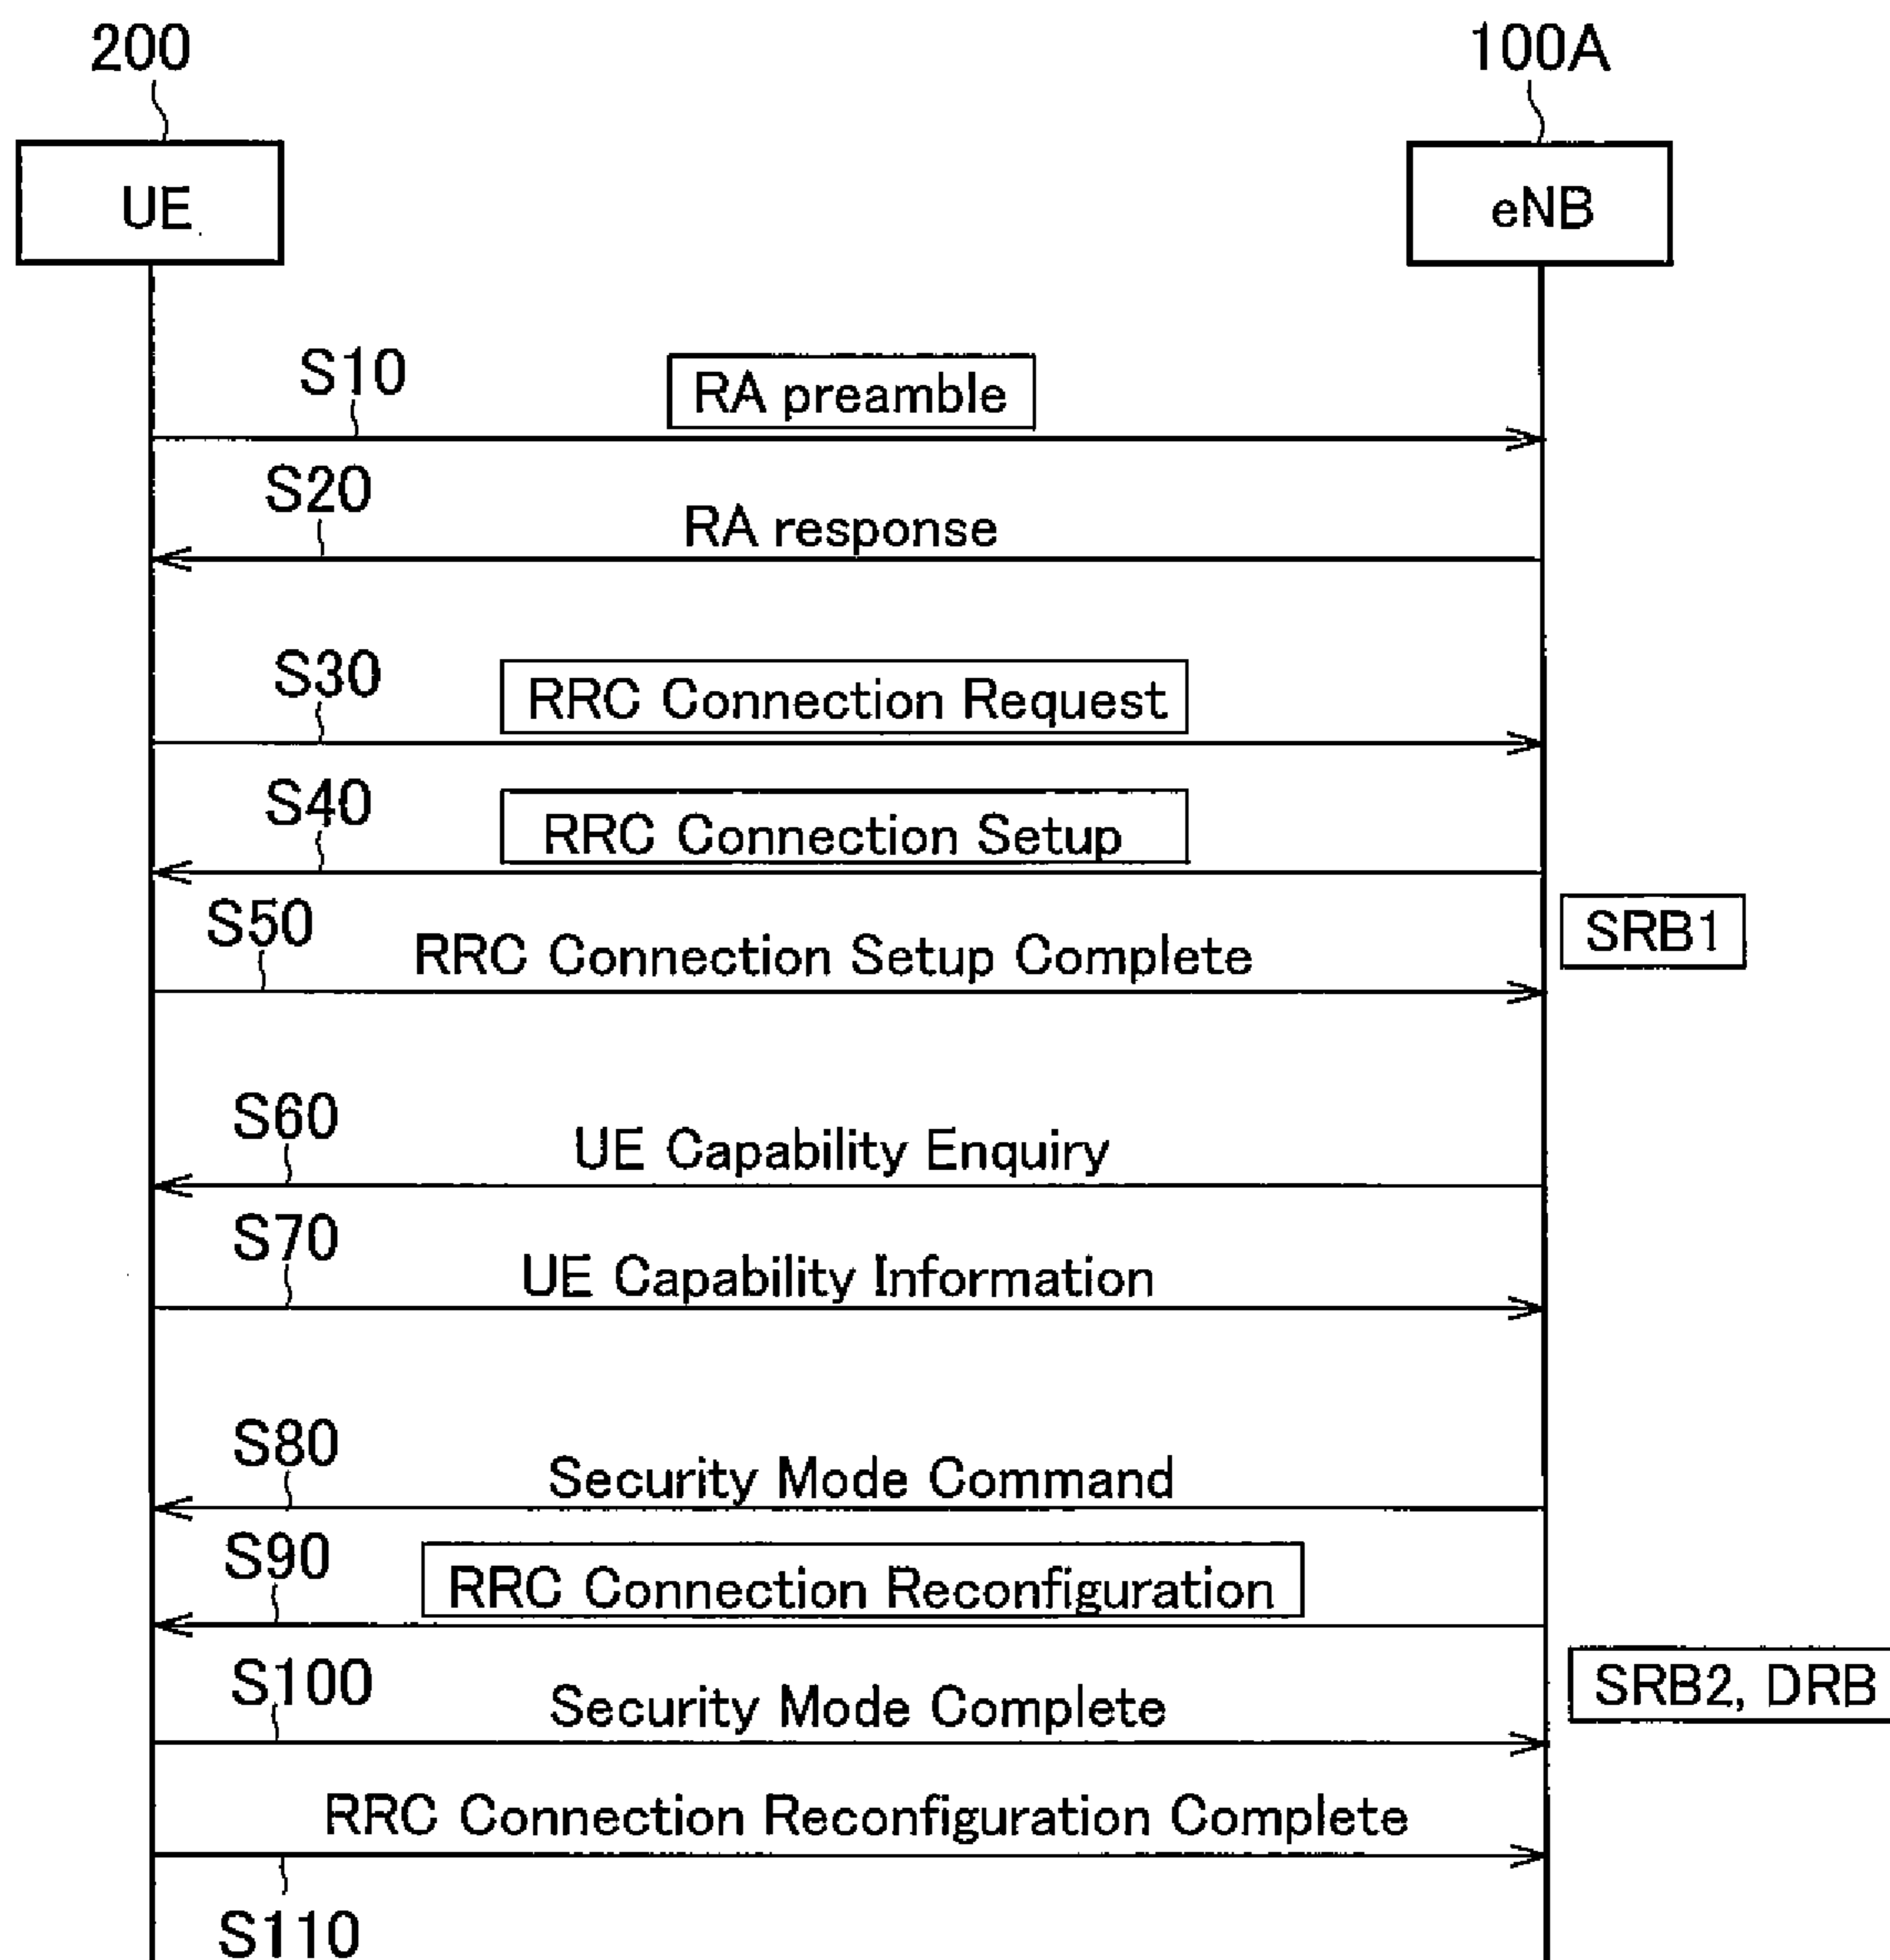 200
100A
UE
eNB
S10
RA preamble
S20
RA response
S30
RRC Connection Request
S40
RRC Connection Setup
S50
RRC Connection Setup Complete
SRB1
S60
UE Capability Enquiry
S70
UE Capability Information
S80
Security Mode Command
S90
RRC Connection Reconfiguration
S100
Security Mode Complete
SRB2, DRB
RRC Connection Reconfiguration Complete
S110